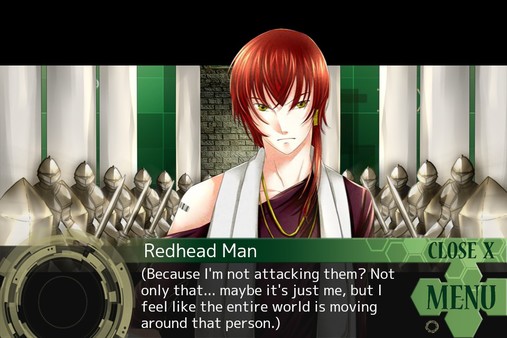 Redhead Man
CLOSE X
(Because I'm not attacking them? Not
only that... maybe it's just me, but I
feel like the entire world is moving
around that person.)
MENU